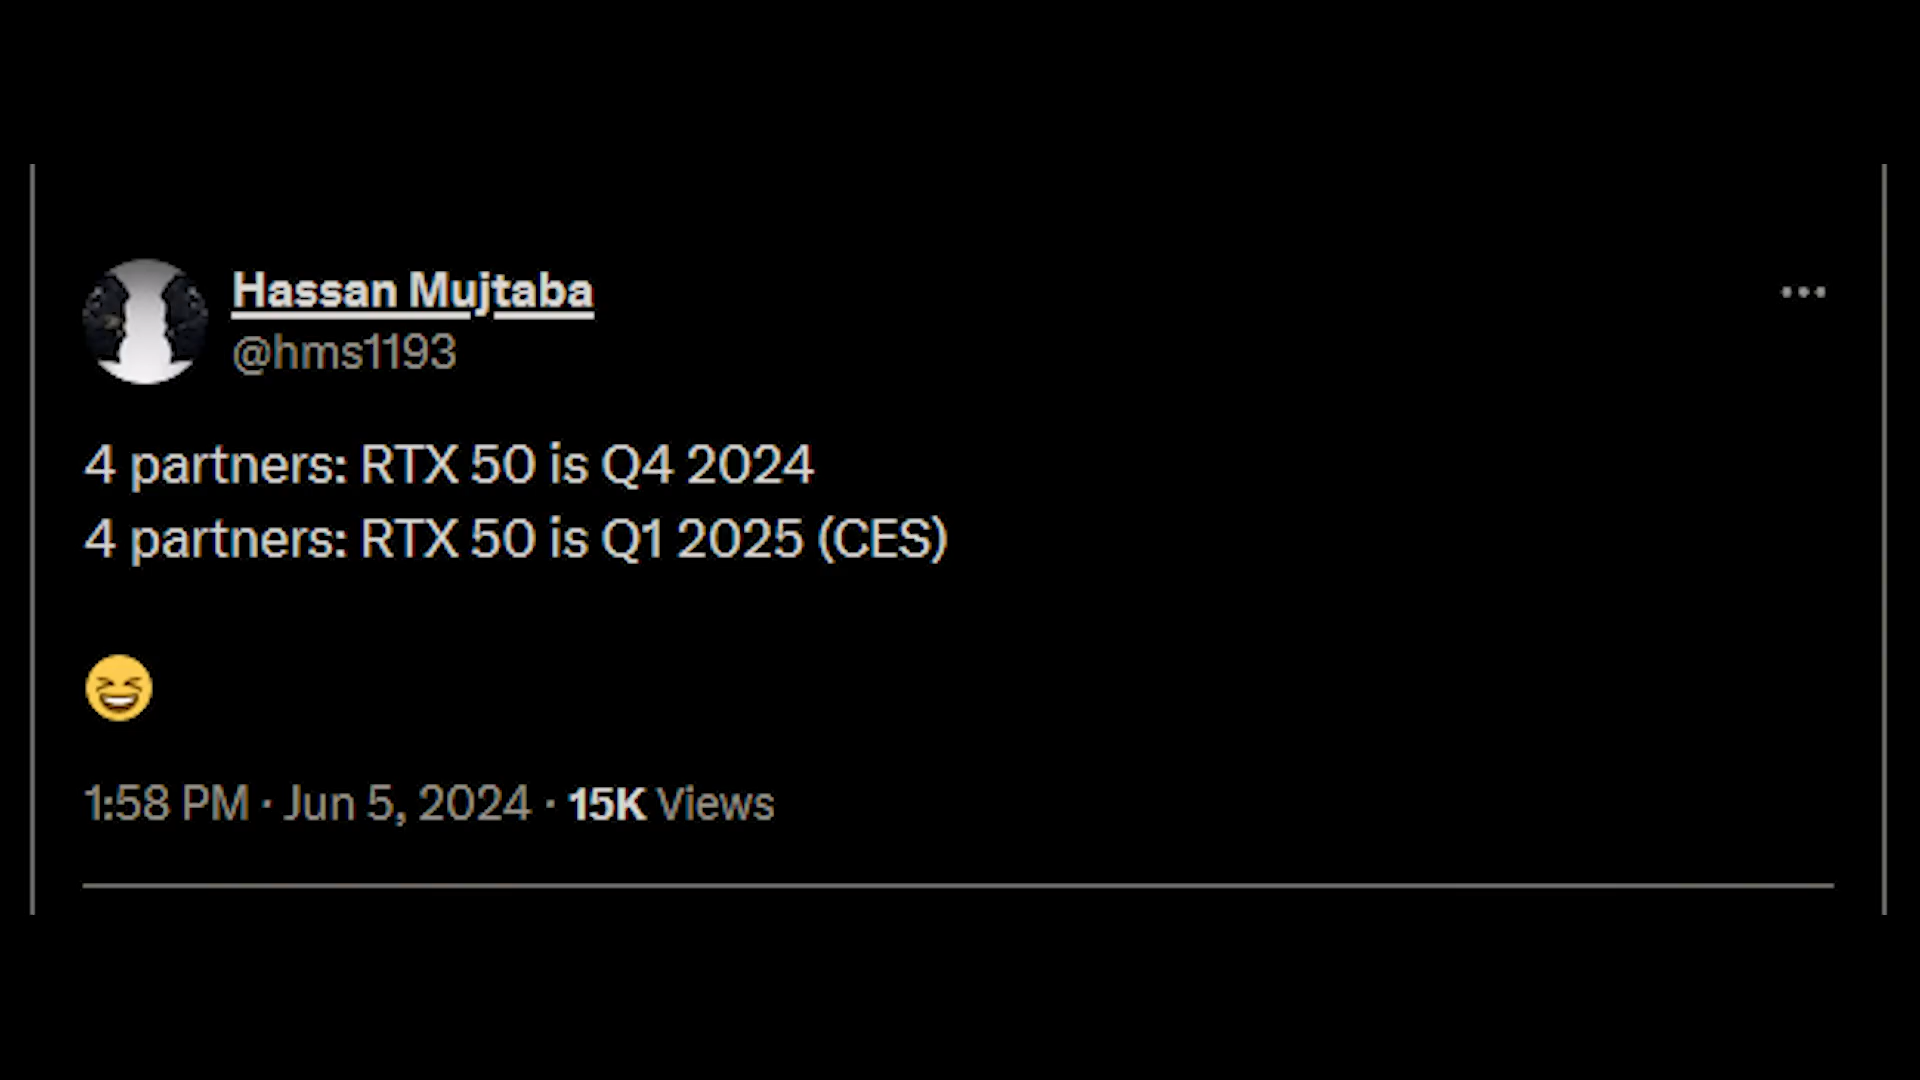 Hassan Mujtaba
@hms1193
4 partners: RTX 50 is Q4 2024
4 partners: RTX 50 is Q1 2025 (CES)
😆
1:58 PM · Jun 5, 2024 · 15K Views